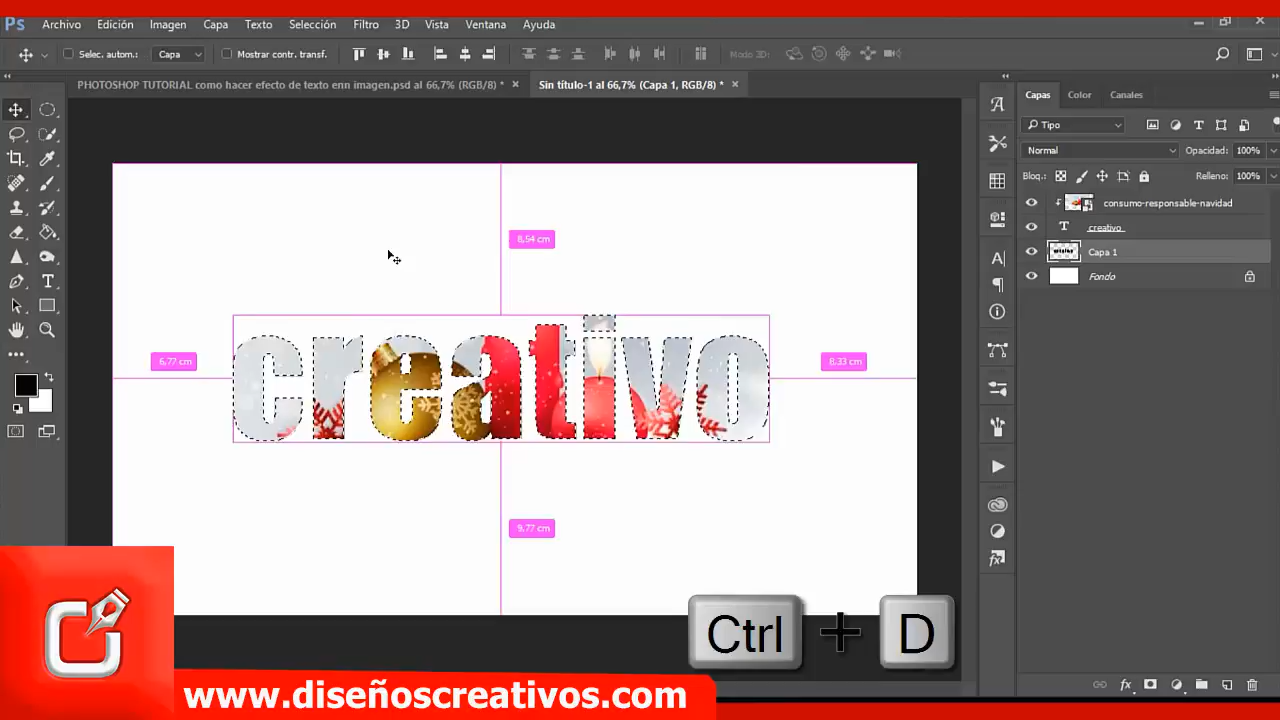 Ps Archivo Edición Imagen Capa Texto Selección Filtro 3D Vista Ventana Ayuda
Selec. autom.: Capa Mostrar contr. transf. Modo 3D:
PHOTOSHOP TUTORIAL como hacer efecto de texto enn imagen.psd al 66,7% (RGB/8) * × Sin título-1 al 66,7% (Capa 1, RGB/8) * ×
Capas Color Canales
Tipo
Normal Opacidad: 100%
Bloq.: Relleno: 100%
consumo-responsable-navidad
creativo
Capa 1
Fondo
8,54 cm
6,77 cm
8,33 cm
creativo
9,77 cm
Ctrl + D
www.diseñoscreativos.com